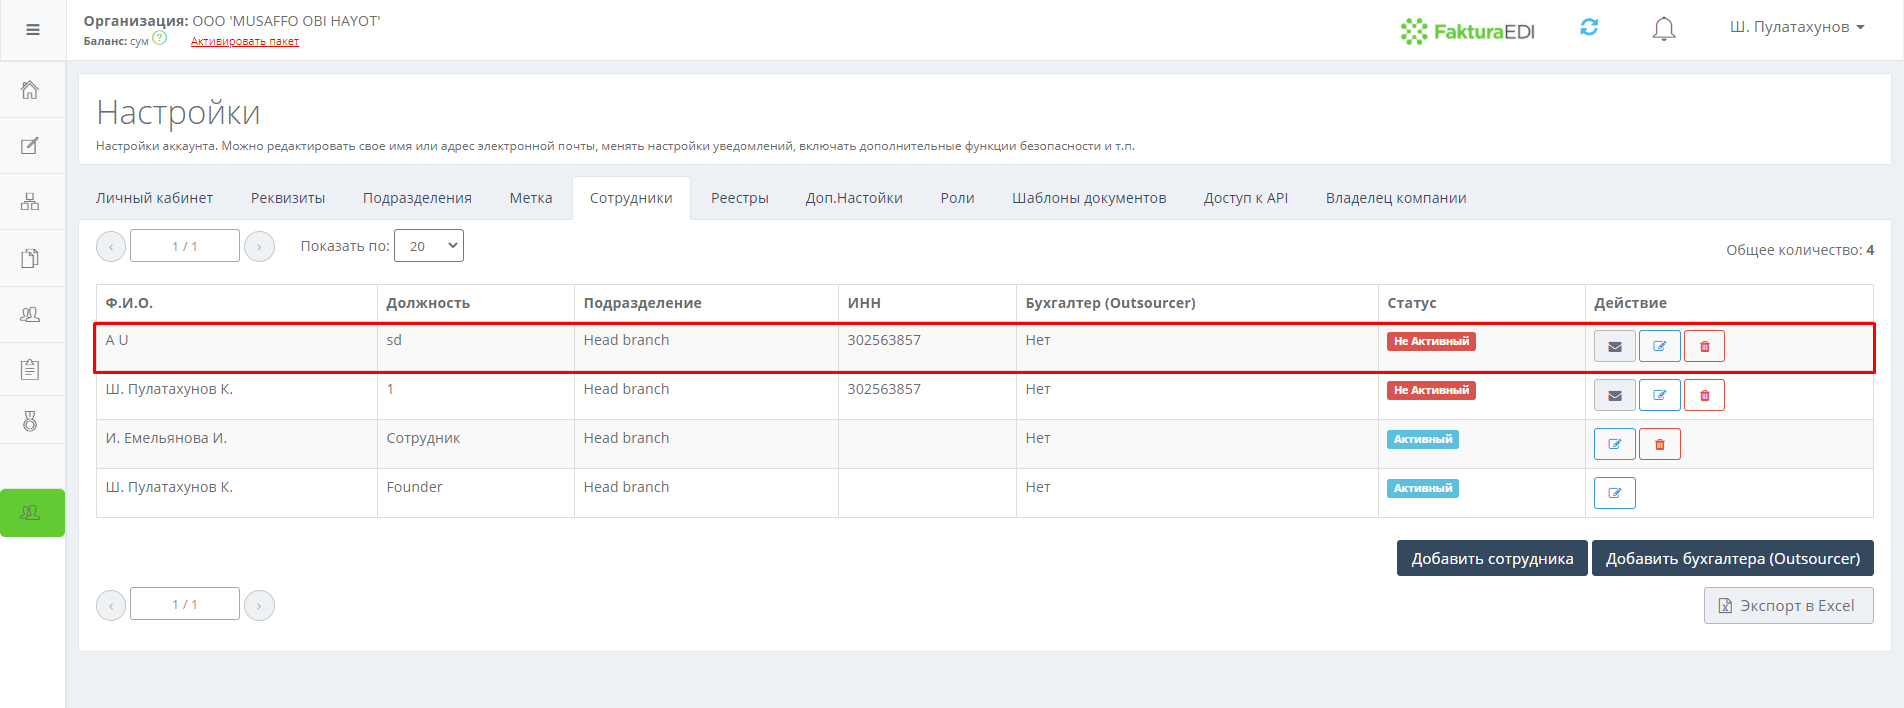 Организация: ООО 'MUSAFFO OBI HAYOT'
Баланс: сум ? Активировать пакет
FakturaEDI
Ш. Пулатахунов
Настройки
Настройки аккаунта. Можно редактировать свое имя или адрес электронной почты, менять настройки уведомлений, включать дополнительные функции безопасности и т.п.
Личный кабинет Реквизиты Подразделения Метка Сотрудники Реестры Доп.Настойки Роли Шаблоны документов Доступ к API Владелец компании
‹ 1 / 1 › Показать по: 20
Общее количество: 4
Ф.И.О. Должность Подразделение ИНН Бухгалтер (Outsourcer) Статус Действие
A U sd Head branch 302563857 Нет Не Активный
Ш. Пулатахунов К. 1 Head branch 302563857 Нет Не Активный
И. Емельянова И. Сотрудник Head branch Нет Активный
Ш. Пулатахунов К. Founder Head branch Нет Активный
Добавить сотрудника Добавить бухгалтера (Outsourcer)
‹ 1 / 1 ›
Экспорт в Excel